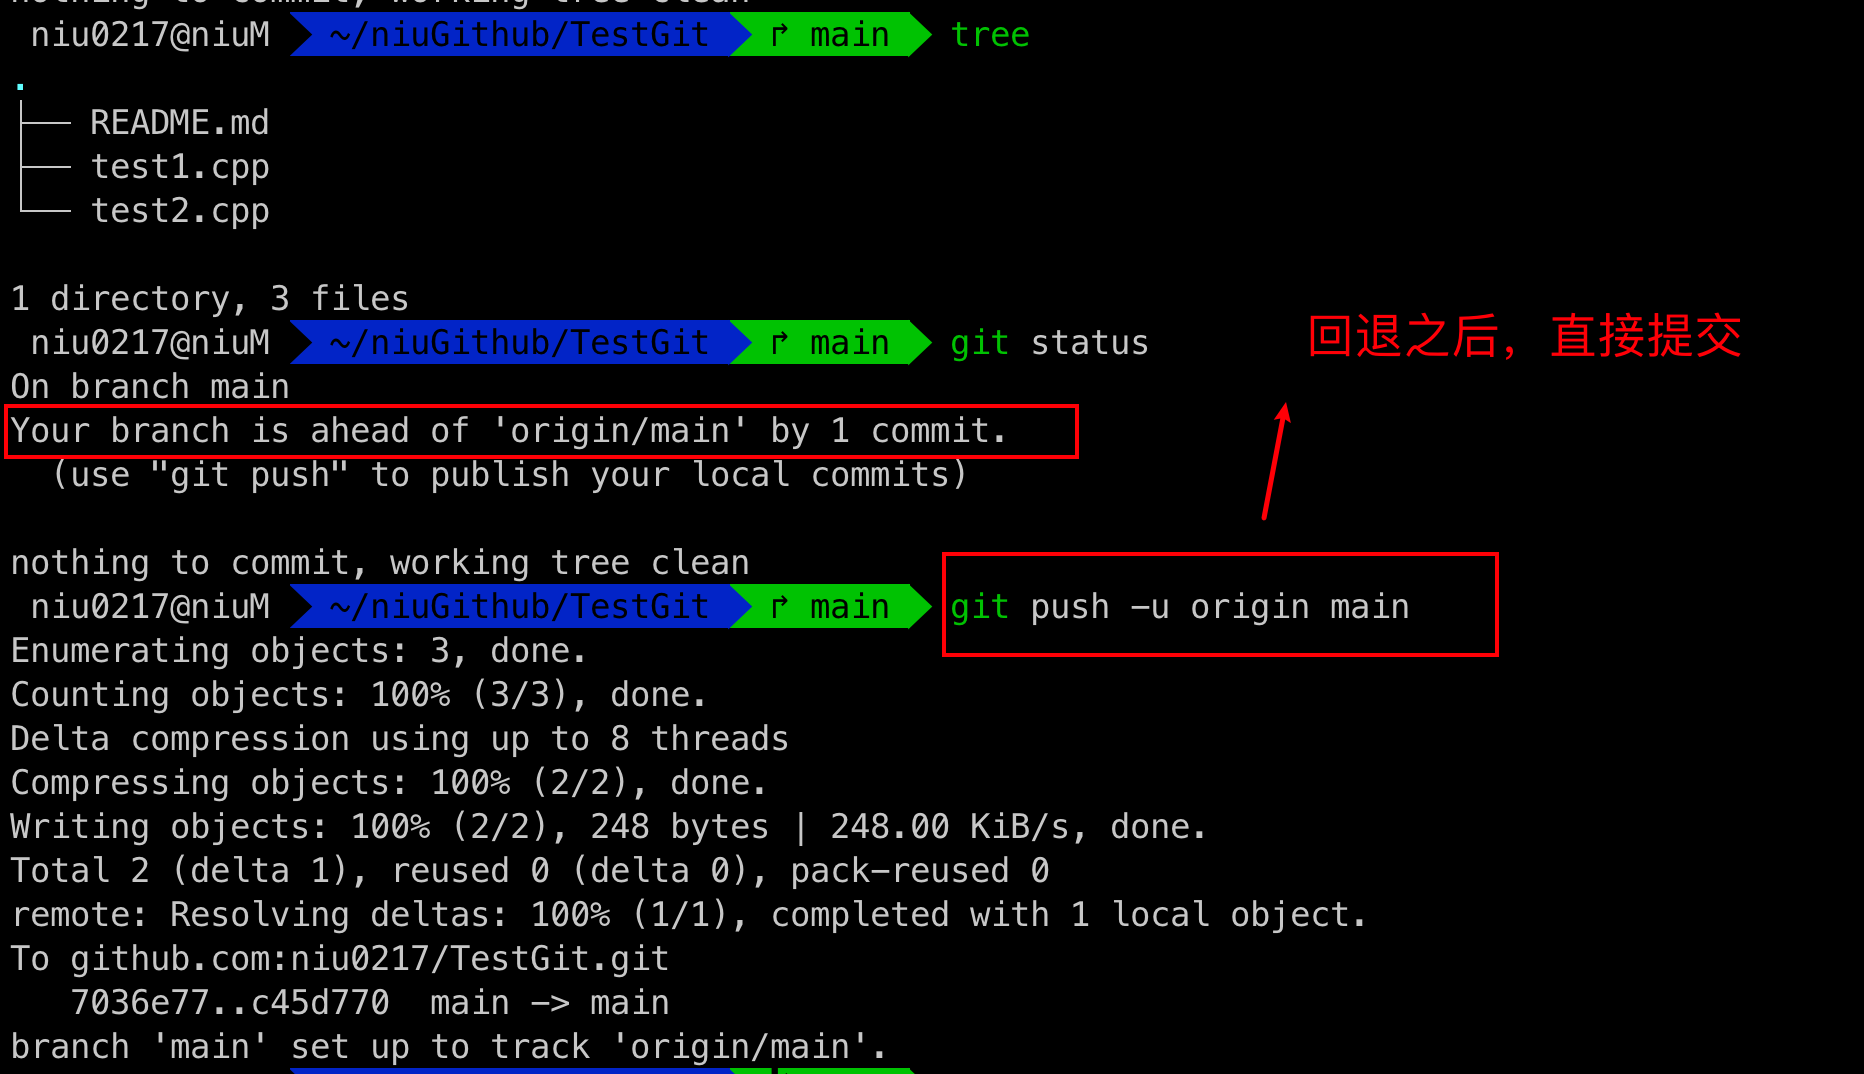 nothing to commit, working tree clean
niu0217@niuM ~/niuGithub/TestGit ↱ main tree
.
├── README.md
├── test1.cpp
└── test2.cpp
1 directory, 3 files
niu0217@niuM ~/niuGithub/TestGit ↱ main git status
回退之后，直接提交
On branch main
Your branch is ahead of 'origin/main' by 1 commit.
(use "git push" to publish your local commits)
nothing to commit, working tree clean
niu0217@niuM ~/niuGithub/TestGit ↱ main git push -u origin main
Enumerating objects: 3, done.
Counting objects: 100% (3/3), done.
Delta compression using up to 8 threads
Compressing objects: 100% (2/2), done.
Writing objects: 100% (2/2), 248 bytes | 248.00 KiB/s, done.
Total 2 (delta 1), reused 0 (delta 0), pack-reused 0
remote: Resolving deltas: 100% (1/1), completed with 1 local object.
To github.com:niu0217/TestGit.git
7036e77..c45d770 main -> main
branch 'main' set up to track 'origin/main'.